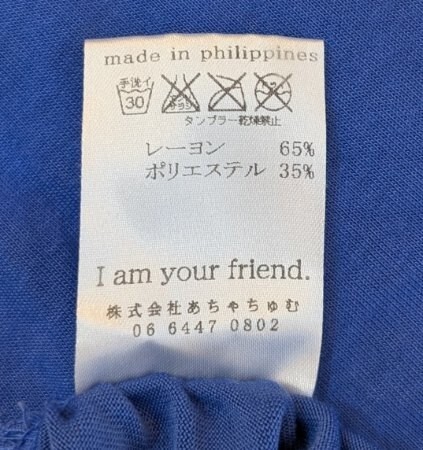 made in philippines
手洗イ
30
タンブラー乾燥禁止
レーヨン 65%
ポリエステル 35%
I am your friend.
株式会社あちゃちゅむ
06 6447 0802